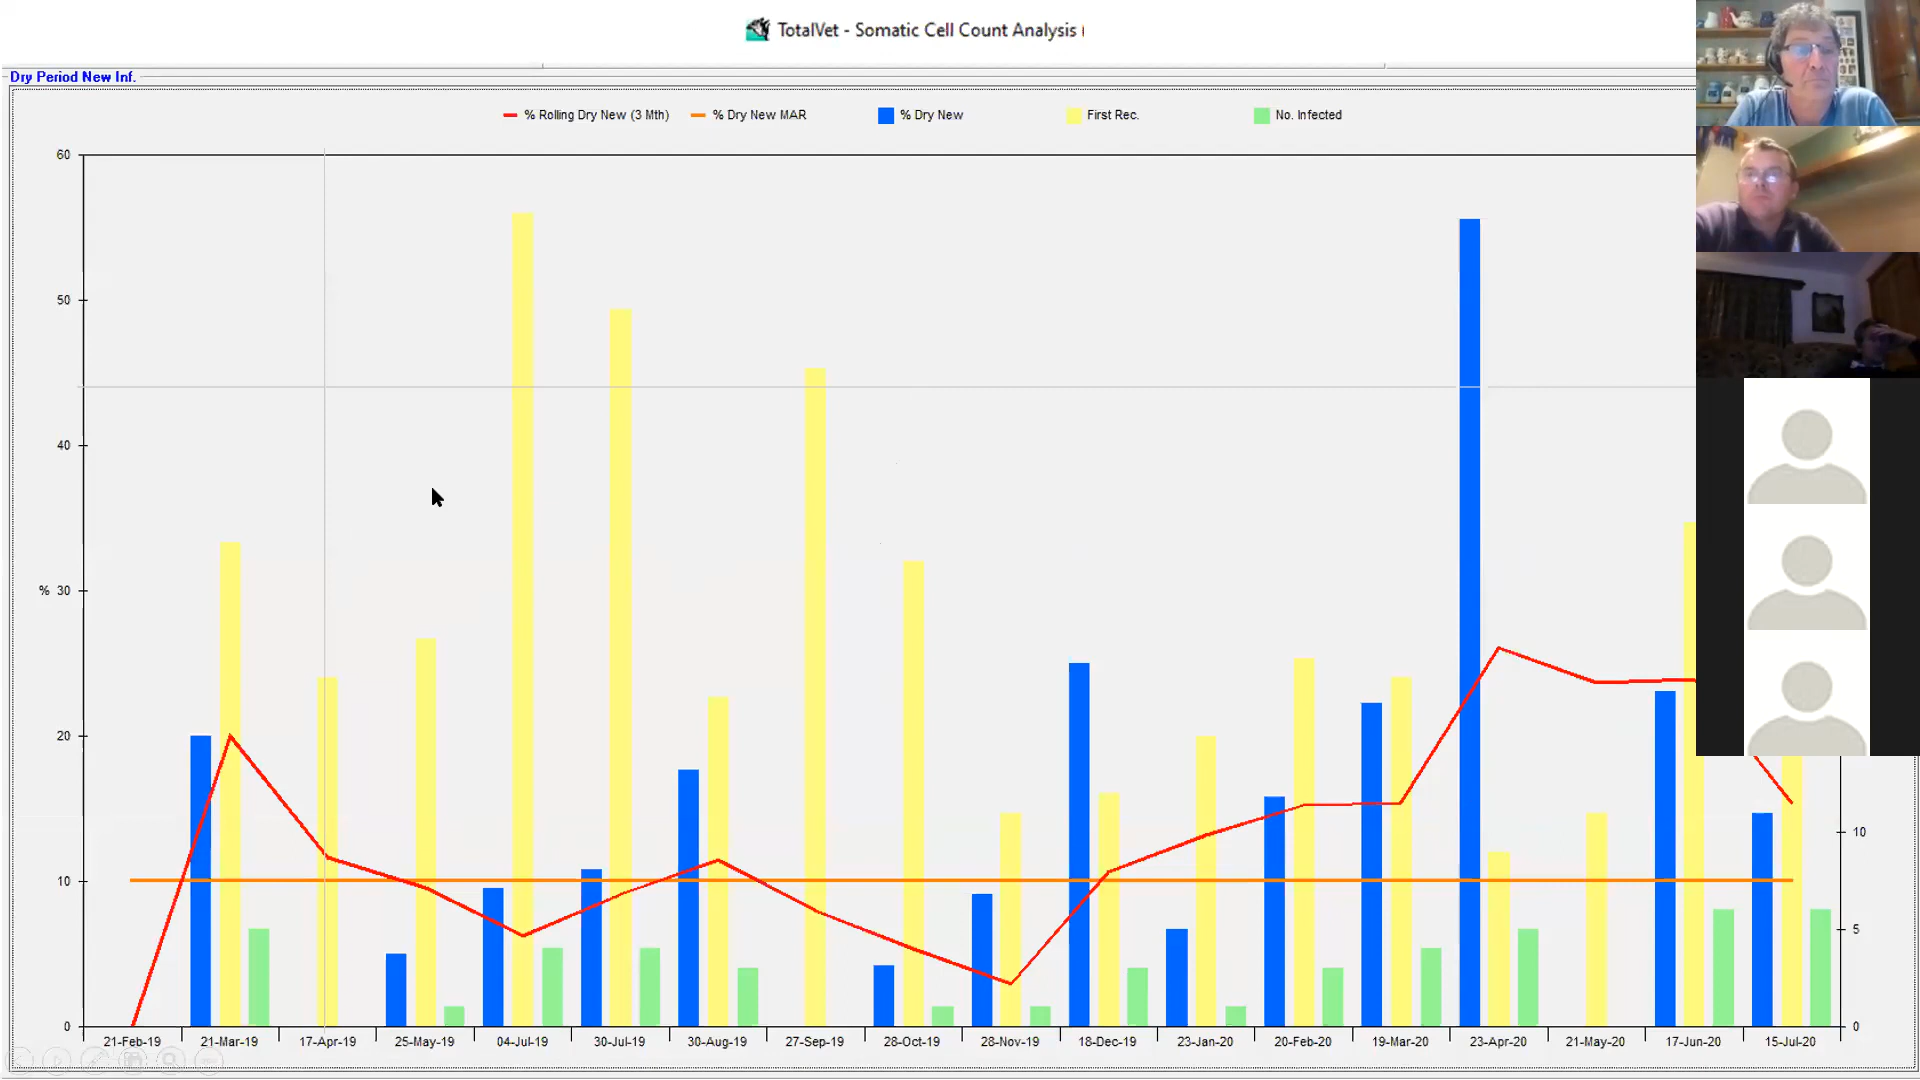 TotalVet - Somatic Cell Count Analysis
Dry Period New Inf.
% Rolling Dry New (3 Mth) % Dry New MAR % Dry New First Rec. No. Infected
60
50
40
% 30
20
10 10
5
0 0
21-Feb-19 21-Mar-19 17-Apr-19 25-May-19 04-Jul-19 30-Jul-19 30-Aug-19 27-Sep-19 28-Oct-19 28-Nov-19 18-Dec-19 23-Jan-20 20-Feb-20 19-Mar-20 23-Apr-20 21-May-20 17-Jun-20 15-Jul-20